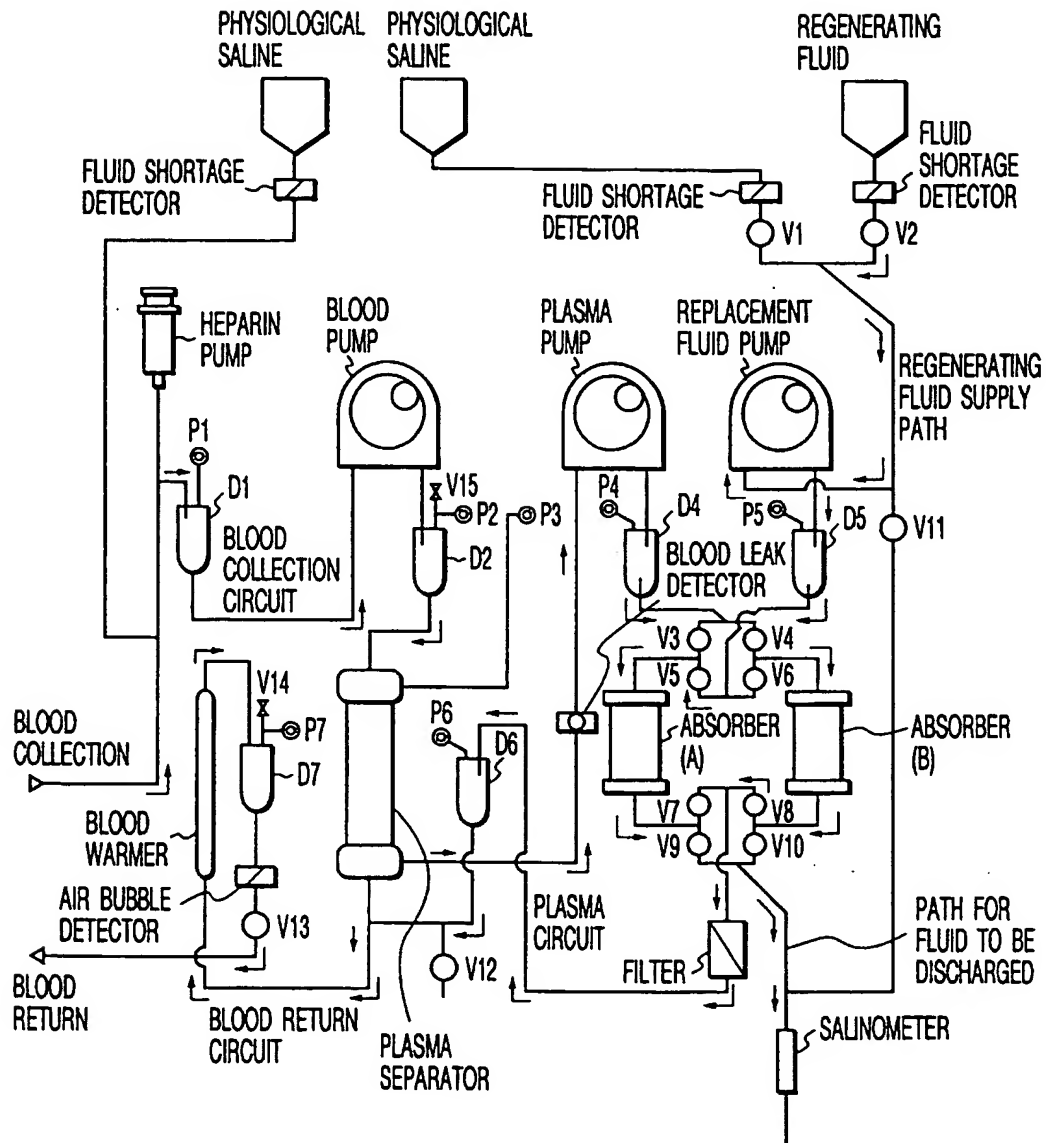 PHYSIOLOGICAL
SALINE
PHYSIOLOGICAL
SALINE
REGENERATING
FLUID
FLUID SHORTAGE
DETECTOR
FLUID SHORTAGE
DETECTOR
FLUID
SHORTAGE
DETECTOR
V1
V2
HEPARIN
PUMP
BLOOD
PUMP
PLASMA
PUMP
REPLACEMENT
FLUID PUMP
REGENERATING
FLUID SUPPLY
PATH
P1
D1
V15
P2
P3
D2
P4
D4
P5
D5
V11
BLOOD
COLLECTION
CIRCUIT
BLOOD LEAK
DETECTOR
V3
V4
V5
V6
V14
P7
D7
P6
D6
ABSORBER
(A)
ABSORBER
(B)
BLOOD
COLLECTION
BLOOD
WARMER
V7
V8
V9
V10
AIR BUBBLE
DETECTOR
V13
V12
PLASMA
CIRCUIT
FILTER
PATH FOR
FLUID TO BE
DISCHARGED
BLOOD
RETURN
BLOOD RETURN
CIRCUIT
PLASMA
SEPARATOR
SALINOMETER